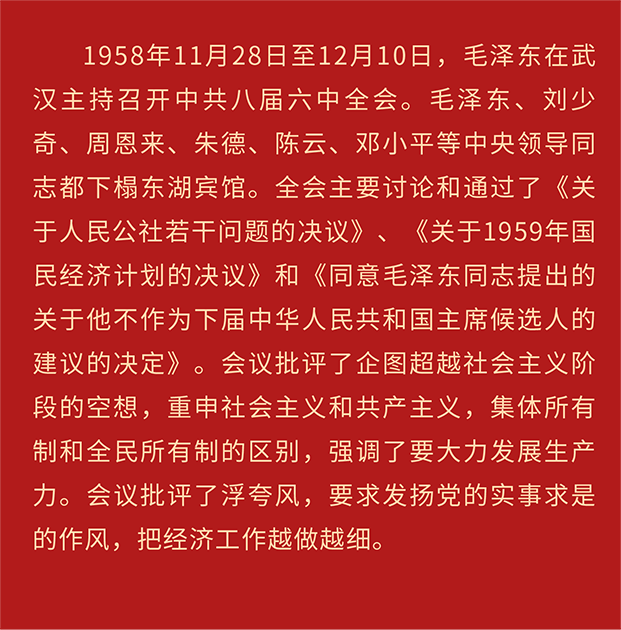 1958年11月28日至12月10日，毛泽东在武
汉主持召开中共八届六中全会。毛泽东、刘少
奇、周恩来、朱德、陈云、邓小平等中央领导同
志都下榻东湖宾馆。全会主要讨论和通过了《关
于人民公社若干问题的决议》、《关于1959年国
民经济计划的决议》和《同意毛泽东同志提出的
关于他不作为下届中华人民共和国主席候选人的
建议的决定》。会议批评了企图超越社会主义阶
段的空想，重申社会主义和共产主义，集体所有
制和全民所有制的区别，强调了要大力发展生产
力。会议批评了浮夸风，要求发扬党的实事求是
的作风，把经济工作越做越细。